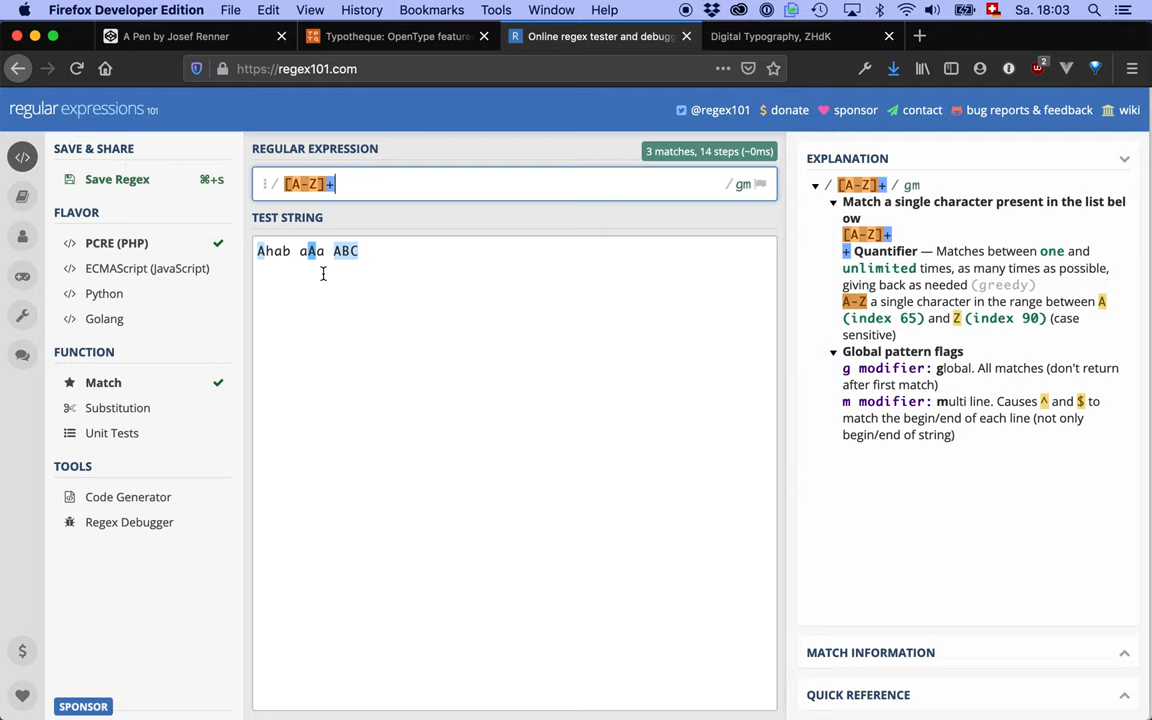 Firefox Developer Edition File Edit View History Bookmarks Tools Window Help Sa. 18:03
A Pen by Josef Renner
Typotheque: OpenType feature
Online regex tester and debugg
Digital Typography, ZHdK
https://regex101.com
2
regular expressions 101
@regex101 $ donate sponsor contact bug reports & feedback wiki
SAVE & SHARE
Save Regex ⌘+s
FLAVOR
</> PCRE (PHP)
</> ECMAScript (JavaScript)
</> Python
</> Golang
FUNCTION
Match
Substitution
Unit Tests
TOOLS
Code Generator
Regex Debugger
SPONSOR
REGULAR EXPRESSION
3 matches, 14 steps (~0ms)
/ [A-Z]+ / gm
TEST STRING
Ahab aAa ABC
EXPLANATION
/ [A-Z]+ / gm
Match a single character present in the list bel
ow
[A-Z]+
+ Quantifier — Matches between one and
unlimited times, as many times as possible,
giving back as needed (greedy)
A-Z a single character in the range between A
(index 65) and Z (index 90) (case
sensitive)
Global pattern flags
g modifier: global. All matches (don't return
after first match)
m modifier: multi line. Causes ^ and $ to
match the begin/end of each line (not only
begin/end of string)
MATCH INFORMATION
QUICK REFERENCE